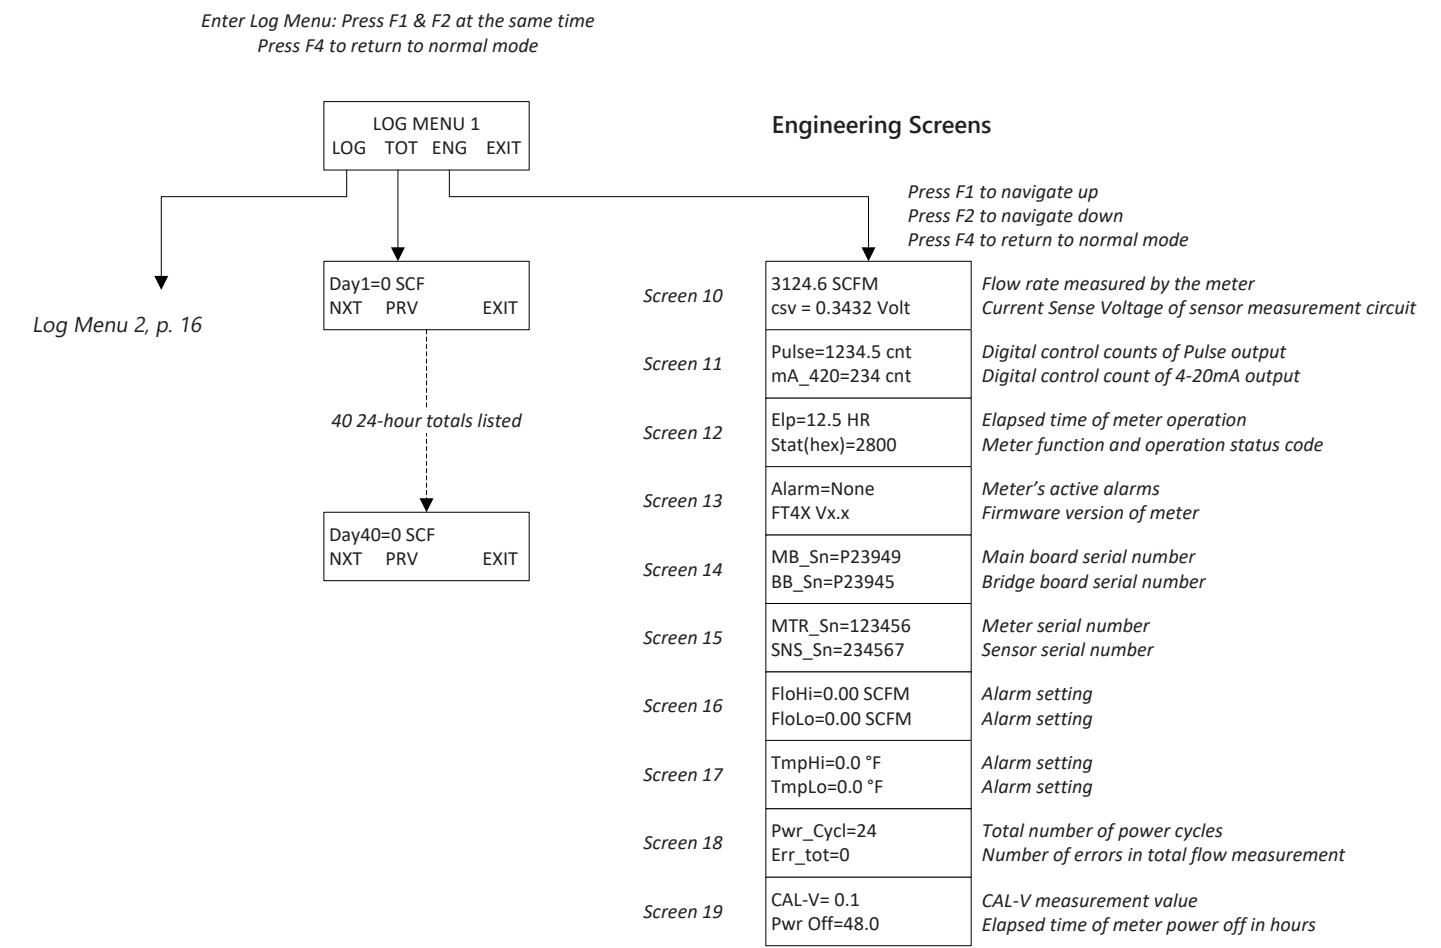 Enter Log Menu: Press F1 & F2 at the same time
Press F4 to return to normal mode
LOG MENU 1
LOG TOT ENG EXIT
Log Menu 2, p. 16
Day1=0 SCF
NXT PRV EXIT
40 24-hour totals listed
Day40=0 SCF
NXT PRV EXIT
Engineering Screens
Press F1 to navigate up
Press F2 to navigate down
Press F4 to return to normal mode
Screen 10
3124.6 SCFM
csv = 0.3432 Volt
Flow rate measured by the meter
Current Sense Voltage of sensor measurement circuit
Screen 11
Pulse=1234.5 cnt
mA_420=234 cnt
Digital control counts of Pulse output
Digital control count of 4-20mA output
Screen 12
Elp=12.5 HR
Stat(hex)=2800
Elapsed time of meter operation
Meter function and operation status code
Screen 13
Alarm=None
FT4X Vx.x
Meter’s active alarms
Firmware version of meter
Screen 14
MB_Sn=P23949
BB_Sn=P23945
Main board serial number
Bridge board serial number
Screen 15
MTR_Sn=123456
SNS_Sn=234567
Meter serial number
Sensor serial number
Screen 16
FloHi=0.00 SCFM
FloLo=0.00 SCFM
Alarm setting
Alarm setting
Screen 17
TmpHi=0.0 °F
TmpLo=0.0 °F
Alarm setting
Alarm setting
Screen 18
Pwr_Cycl=24
Err_tot=0
Total number of power cycles
Number of errors in total flow measurement
Screen 19
CAL-V= 0.1
Pwr Off=48.0
CAL-V measurement value
Elapsed time of meter power off in hours